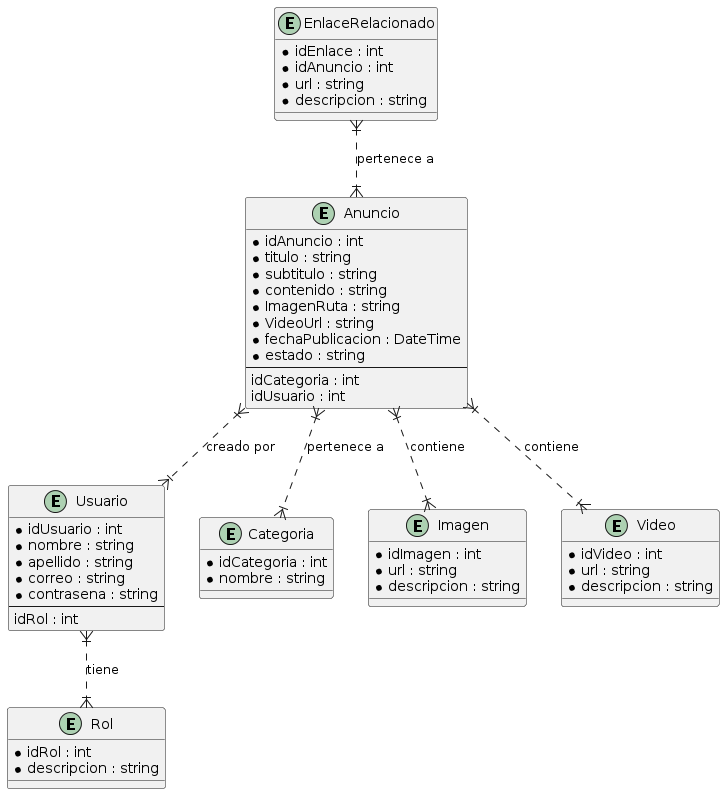 E EnlaceRelacionado
idEnlace : int
idAnuncio : int
url : string
descripcion : string
pertenece a
E Anuncio
idAnuncio : int
titulo : string
subtitulo : string
contenido : string
ImagenRuta : string
VideoUrl : string
fechaPublicacion : DateTime
estado : string
idCategoria : int
idUsuario : int
creado por
pertenece a
contiene
contiene
E Usuario
idUsuario : int
nombre : string
apellido : string
correo : string
contrasena : string
idRol : int
E Categoria
idCategoria : int
nombre : string
E Imagen
idImagen : int
url : string
descripcion : string
E Video
idVideo : int
url : string
descripcion : string
tiene
E Rol
idRol : int
descripcion : string